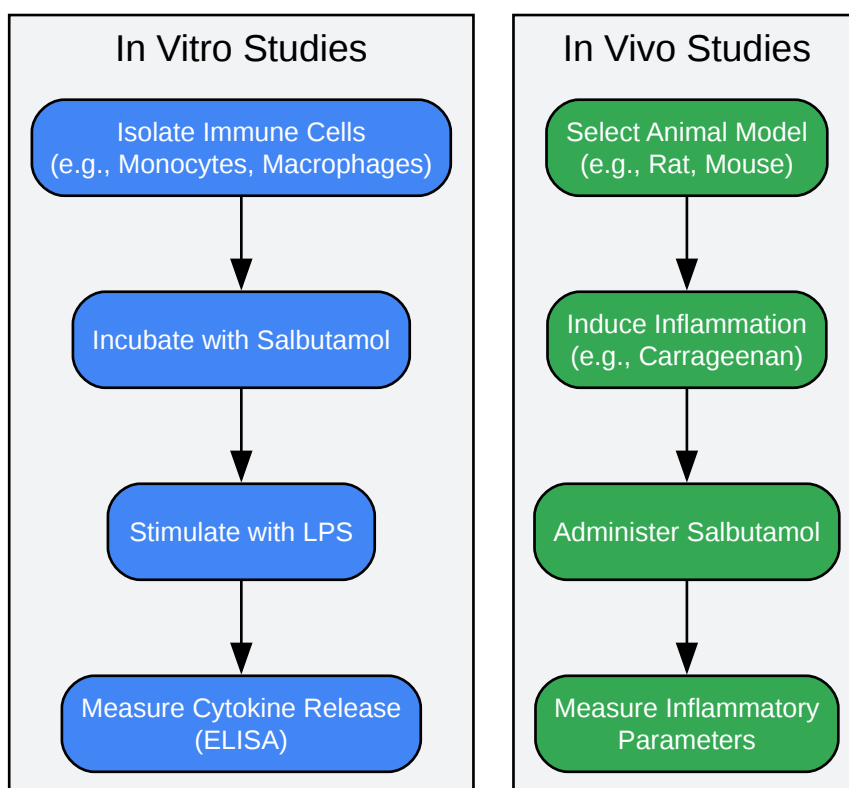 In Vitro Studies
Isolate Immune Cells
(e.g., Monocytes, Macrophages)
Incubate with Salbutamol
Stimulate with LPS
Measure Cytokine Release
(ELISA)
In Vivo Studies
Select Animal Model
(e.g., Rat, Mouse)
Induce Inflammation
(e.g., Carrageenan)
Administer Salbutamol
Measure Inflammatory
Parameters